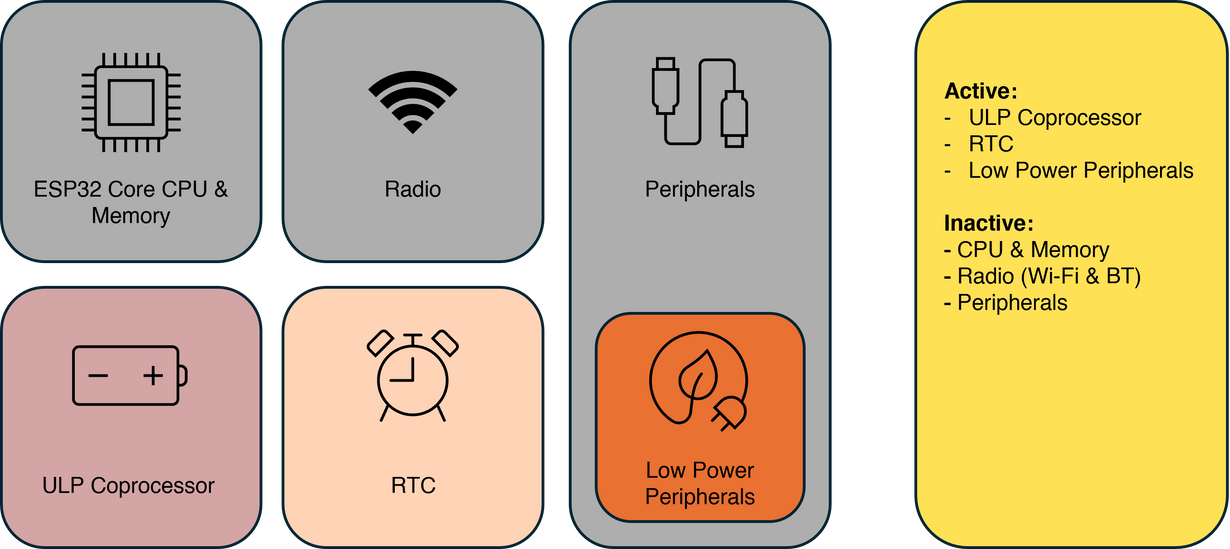 ESP32 Core CPU &
Memory
Radio
Peripherals
ULP Coprocessor
RTC
Low Power
Peripherals
Active:
- ULP Coprocessor
- RTC
- Low Power Peripherals
Inactive:
- CPU & Memory
- Radio (Wi-Fi & BT)
- Peripherals